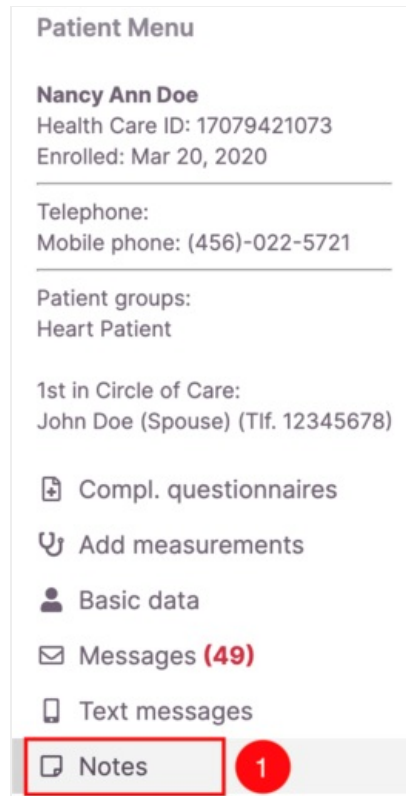 Patient Menu
Nancy Ann Doe
Health Care ID: 17079421073
Enrolled: Mar 20, 2020
Telephone:
Mobile phone: (456)-022-5721
Patient groups:
Heart Patient
1st in Circle of Care:
John Doe (Spouse) (Tlf. 12345678)
Compl. questionnaires
Add measurements
Basic data
Messages (49)
Text messages
Notes 1